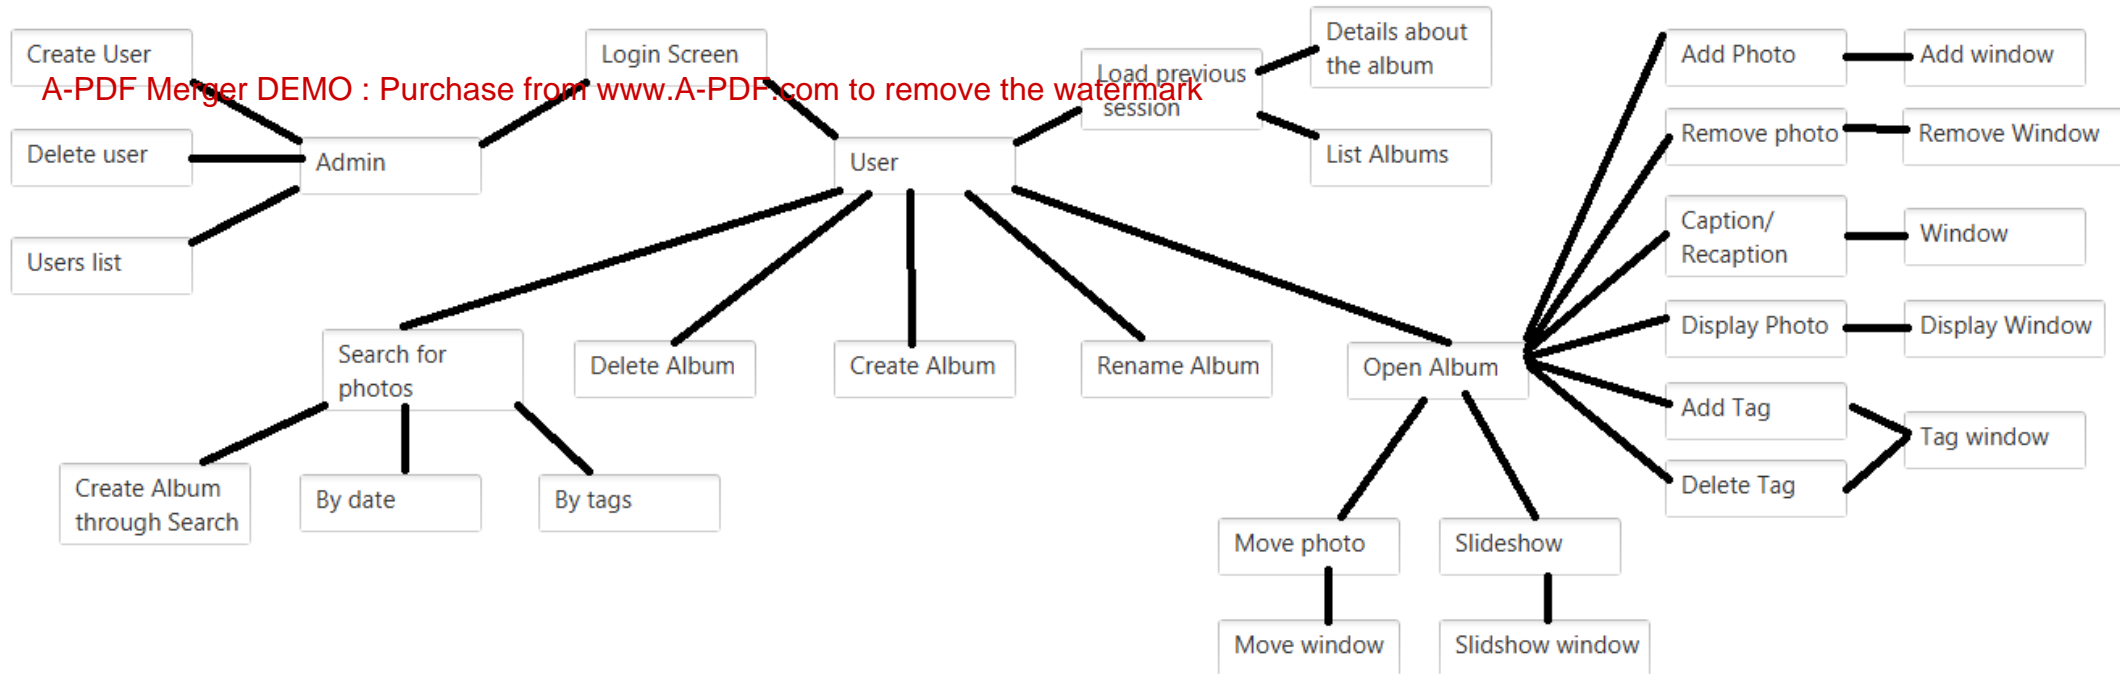 Create User
Login Screen
Details about
the album
Add Photo
Add window
A-PDF Merger DEMO : Purchase from www.A-PDF.com to remove the watermark
Load previous
session
Delete user
Admin
User
List Albums
Remove photo
Remove Window
Users list
Caption/
Recaption
Window
Search for
photos
Delete Album
Create Album
Rename Album
Open Album
Display Photo
Display Window
Add Tag
Tag window
Delete Tag
Create Album
through Search
By date
By tags
Move photo
Slideshow
Move window
Slidshow window